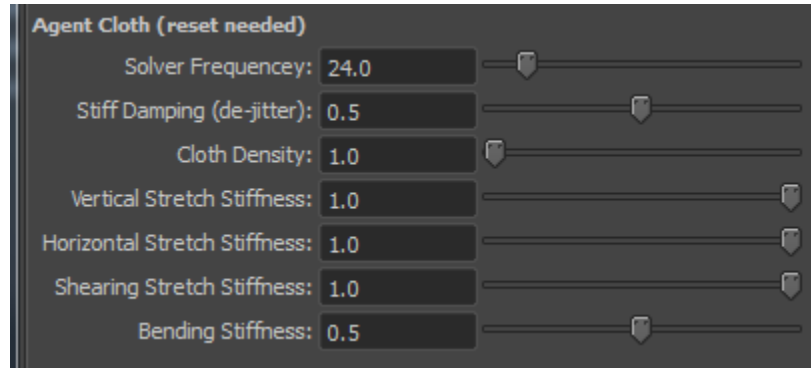 Agent Cloth (reset needed)
Solver Frequencey: 24.0
Stiff Damping (de-jitter): 0.5
Cloth Density: 1.0
Vertical Stretch Stiffness: 1.0
Horizontal Stretch Stiffness: 1.0
Shearing Stretch Stiffness: 1.0
Bending Stiffness: 0.5